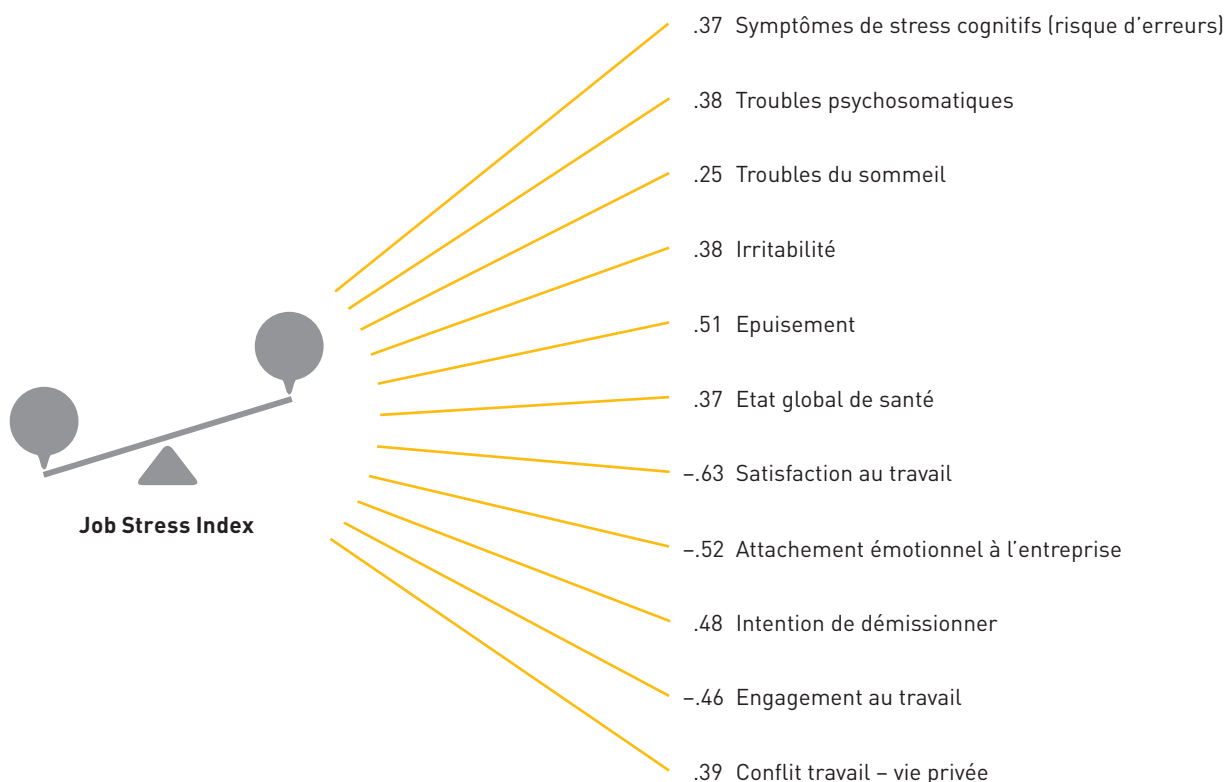 .37 Symptômes de stress cognitifs (risque d’erreurs)
.38 Troubles psychosomatiques
.25 Troubles du sommeil
.38 Irritabilité
.51 Epuisement
.37 Etat global de santé
–.63 Satisfaction au travail
Job Stress Index
–.52 Attachement émotionnel à l’entreprise
.48 Intention de démissionner
–.46 Engagement au travail
.39 Conflit travail – vie privée